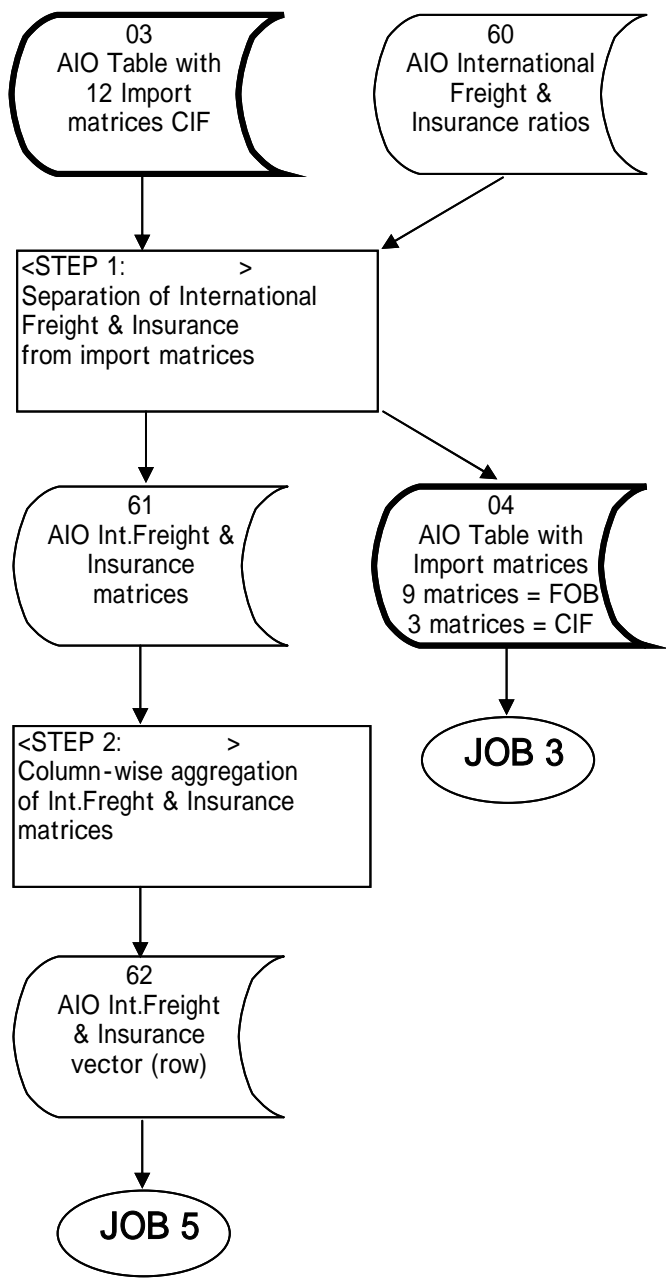 03
AIO Table with
12 Import
matrices CIF
60
AIO International
Freight &
Insurance ratios
<STEP 1: >
Separation of International
Freight & Insurance
from import matrices
61
AIO Int.Freight &
Insurance
matrices
04
AIO Table with
Import matrices
9 matrices = FOB
3 matrices = CIF
JOB 3
<STEP 2: >
Column-wise aggregation
of Int.Freght & Insurance
matrices
62
AIO Int.Freight
& Insurance
vector (row)
JOB 5